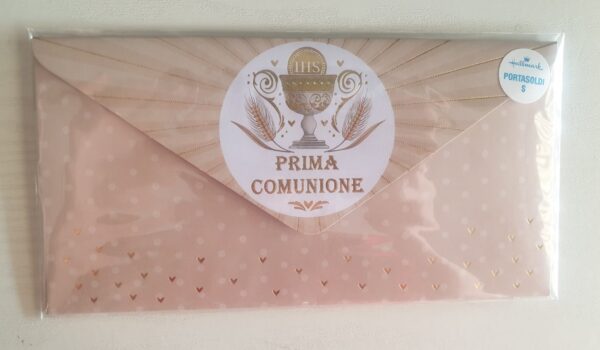 IHS
PRIMA
COMUNIONE
Hallmark
PORTASOLDI
S